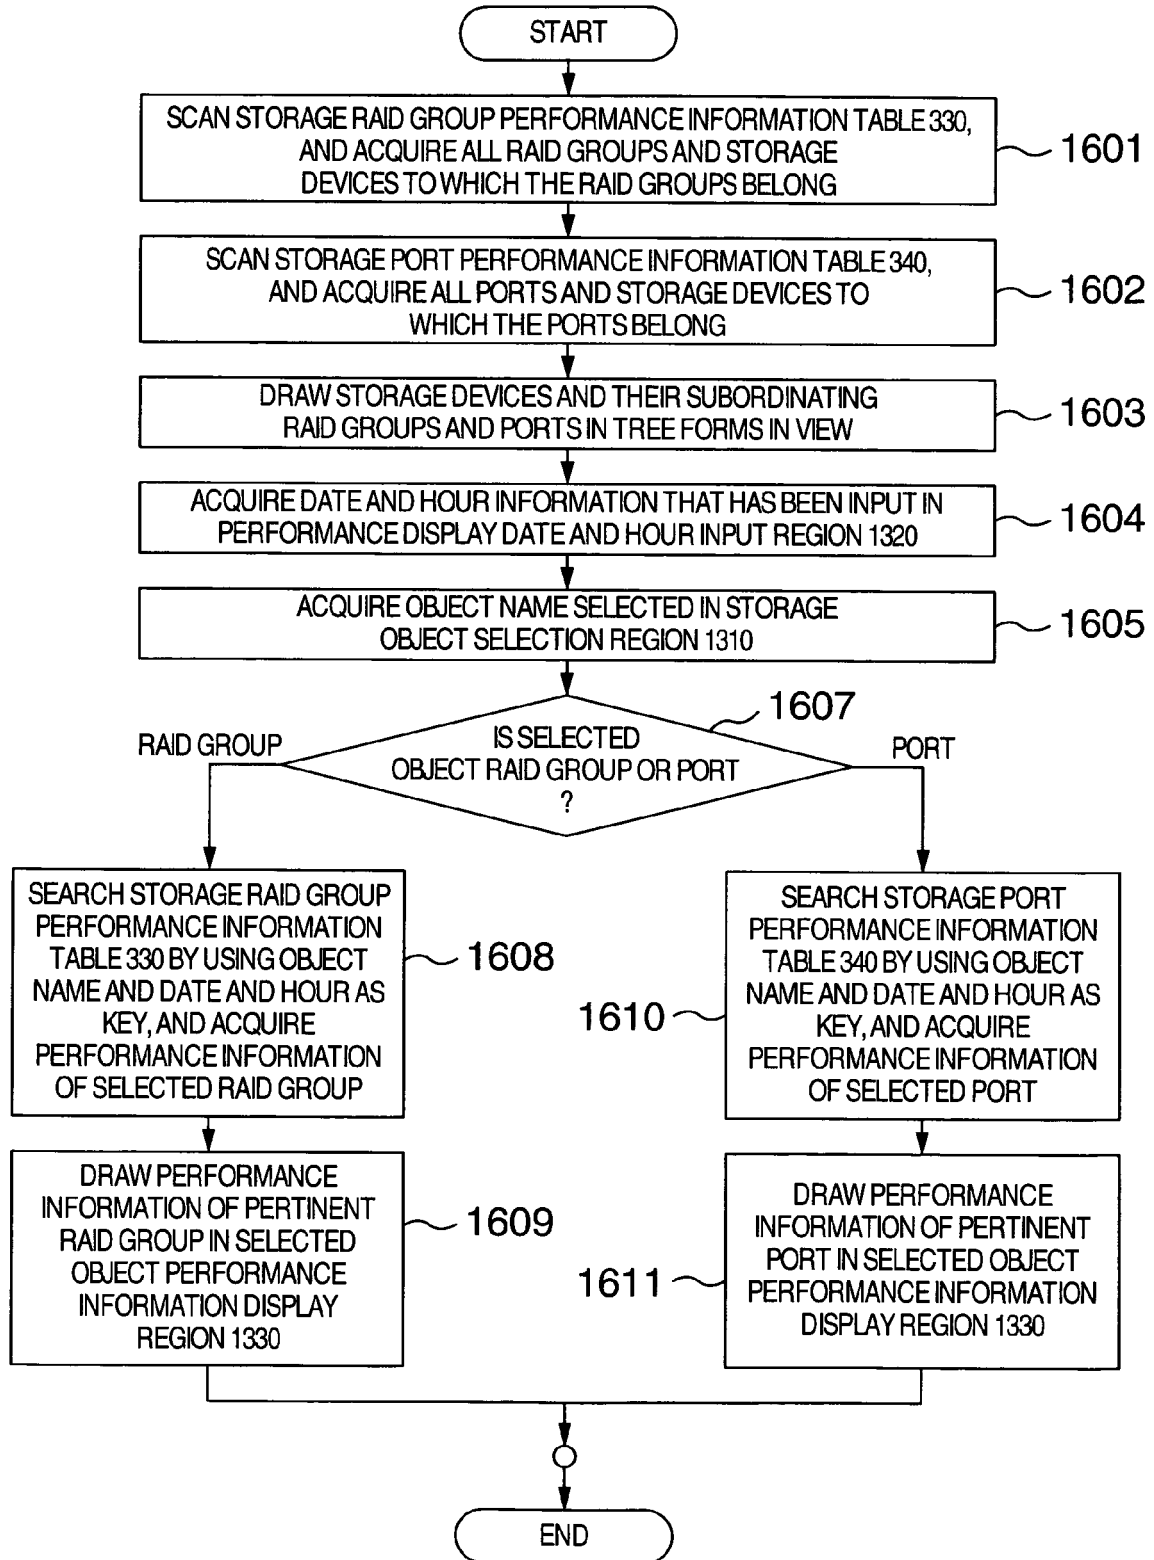 START
SCAN STORAGE RAID GROUP PERFORMANCE INFORMATION TABLE 330,
AND ACQUIRE ALL RAID GROUPS AND STORAGE
DEVICES TO WHICH THE RAID GROUPS BELONG
1601
SCAN STORAGE PORT PERFORMANCE INFORMATION TABLE 340,
AND ACQUIRE ALL PORTS AND STORAGE DEVICES TO
WHICH THE PORTS BELONG
1602
DRAW STORAGE DEVICES AND THEIR SUBORDINATING
RAID GROUPS AND PORTS IN TREE FORMS IN VIEW
1603
ACQUIRE DATE AND HOUR INFORMATION THAT HAS BEEN INPUT IN
PERFORMANCE DISPLAY DATE AND HOUR INPUT REGION 1320
1604
ACQUIRE OBJECT NAME SELECTED IN STORAGE
OBJECT SELECTION REGION 1310
1605
1607
IS SELECTED
OBJECT RAID GROUP OR PORT
?
RAID GROUP
PORT
SEARCH STORAGE RAID GROUP
PERFORMANCE INFORMATION
TABLE 330 BY USING OBJECT
NAME AND DATE AND HOUR AS
KEY, AND ACQUIRE
PERFORMANCE INFORMATION
OF SELECTED RAID GROUP
1608
SEARCH STORAGE PORT
PERFORMANCE INFORMATION
TABLE 340 BY USING OBJECT
NAME AND DATE AND HOUR AS
KEY, AND ACQUIRE
PERFORMANCE INFORMATION
OF SELECTED PORT
1610
DRAW PERFORMANCE
INFORMATION OF PERTINENT
RAID GROUP IN SELECTED
OBJECT PERFORMANCE
INFORMATION DISPLAY
REGION 1330
1609
DRAW PERFORMANCE
INFORMATION OF PERTINENT
PORT IN SELECTED OBJECT
PERFORMANCE INFORMATION
DISPLAY REGION 1330
1611
END